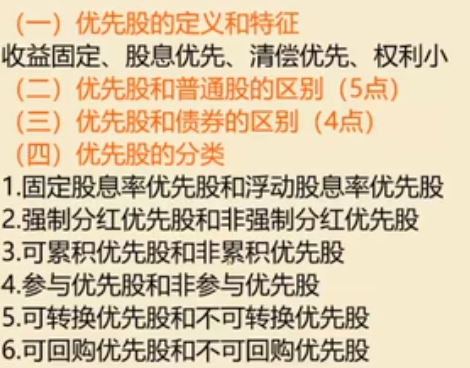 （一）优先股的定义和特征
收益固定、股息优先、清偿优先、权利小
（二）优先股和普通股的区别（5点）
（三）优先股和债券的区别（4点）
（四）优先股的分类
1.固定股息率优先股和浮动股息率优先股
2.强制分红优先股和非强制分红优先股
3.可累积优先股和非累积优先股
4.参与优先股和非参与优先股
5.可转换优先股和不可转换优先股
6.可回购优先股和不可回购优先股